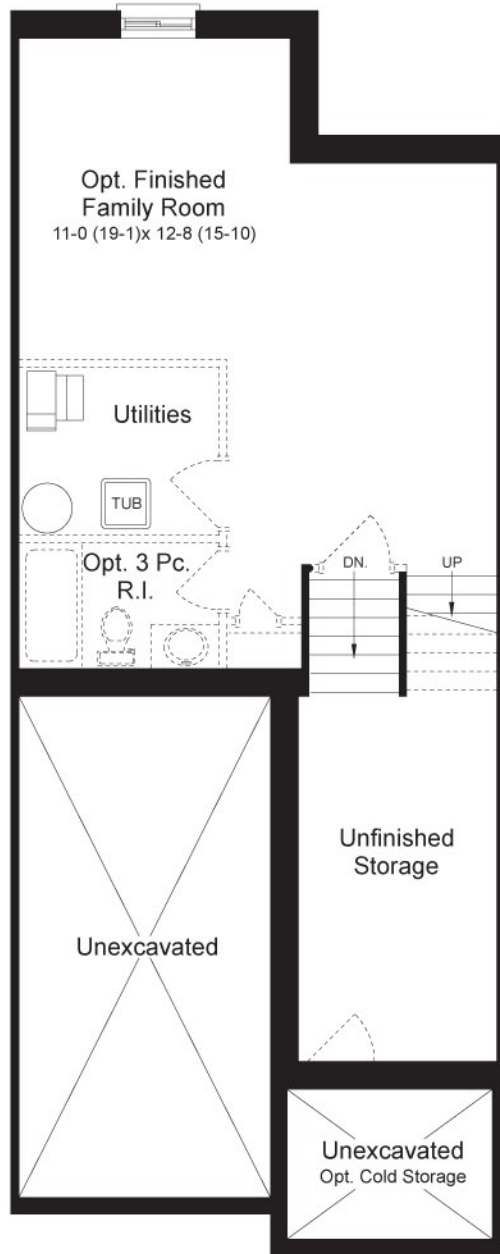 Opt. Finished
Family Room
11-0 (19-1)x 12-8 (15-10)
Utilities
TUB
Opt. 3 Pc.
R.I.
DN.
UP
Unfinished
Storage
Unexcavated
Unexcavated
Opt. Cold Storage